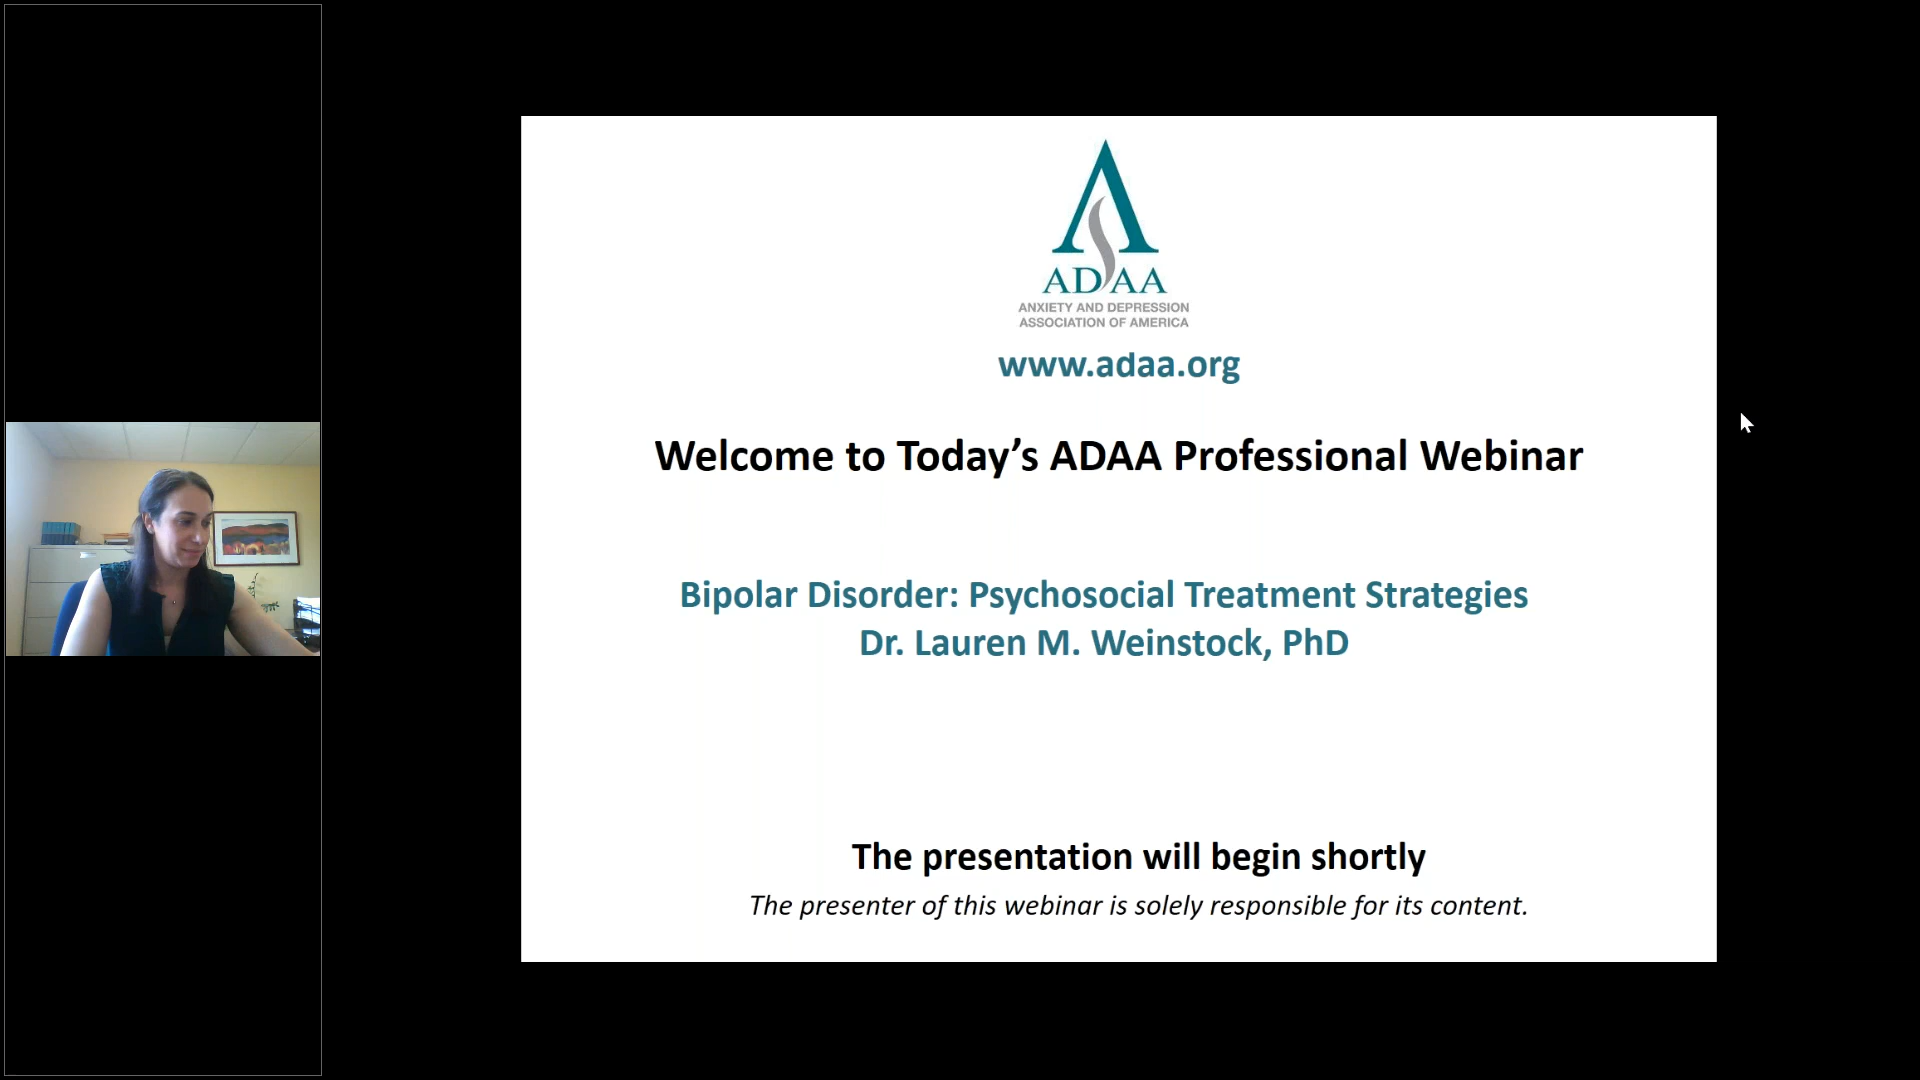 ADAA
ANXIETY AND DEPRESSION
ASSOCIATION OF AMERICA
www.adaa.org
Welcome to Today’s ADAA Professional Webinar
Bipolar Disorder: Psychosocial Treatment Strategies
Dr. Lauren M. Weinstock, PhD
The presentation will begin shortly
The presenter of this webinar is solely responsible for its content.